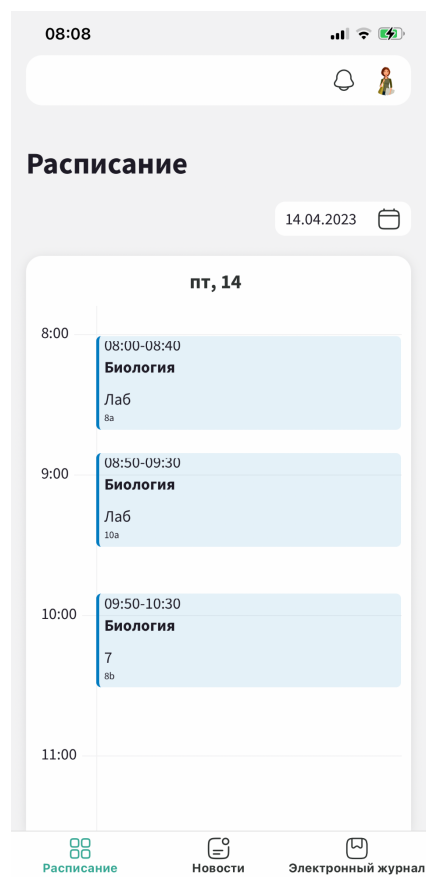 08:08
Расписание
14.04.2023
пт, 14
8:00
08:00-08:40
Биология
Лаб
8a
08:50-09:30
9:00
Биология
Лаб
10a
09:50-10:30
10:00
Биология
7
8b
11:00
Расписание
Новости
Электронный журнал